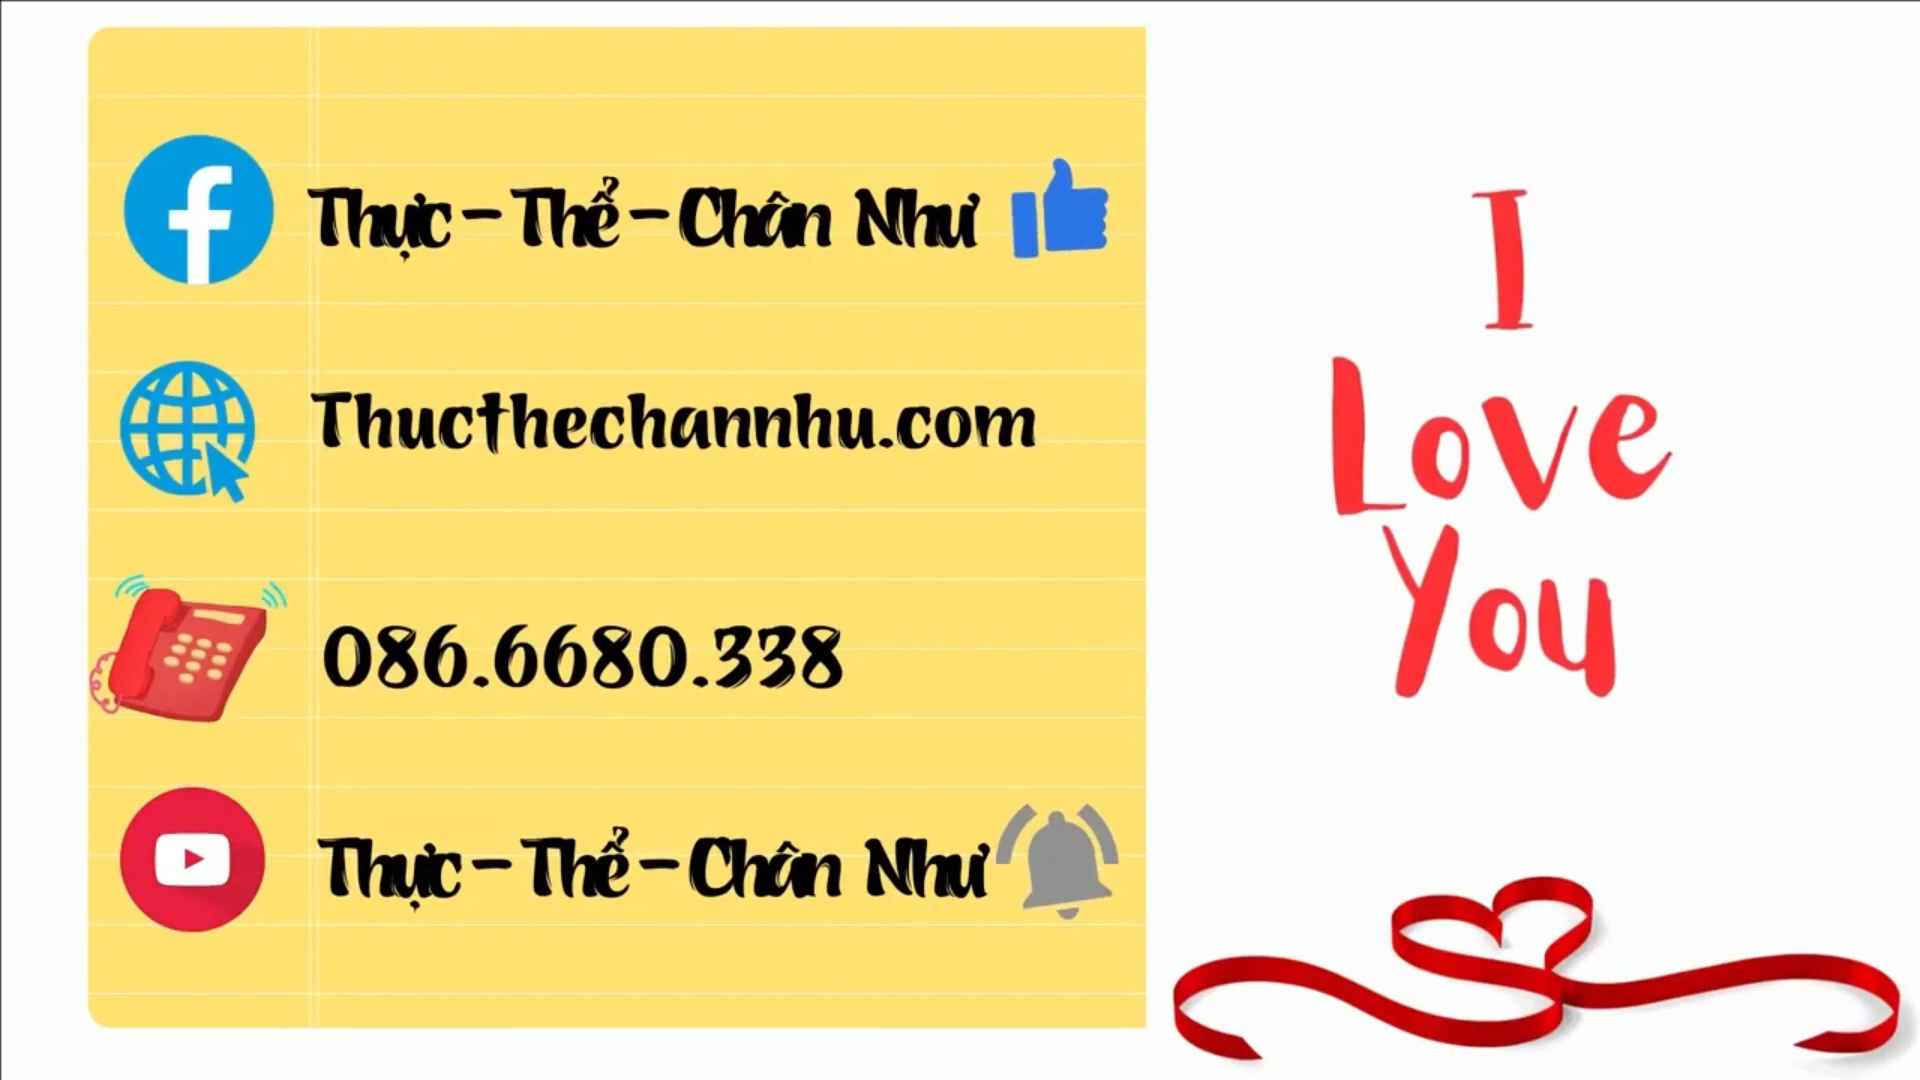 Thực-Thể-Chân Như
Thucthechannhu.com
086.6680.338
Thực-Thể-Chân Như
I
Love
You